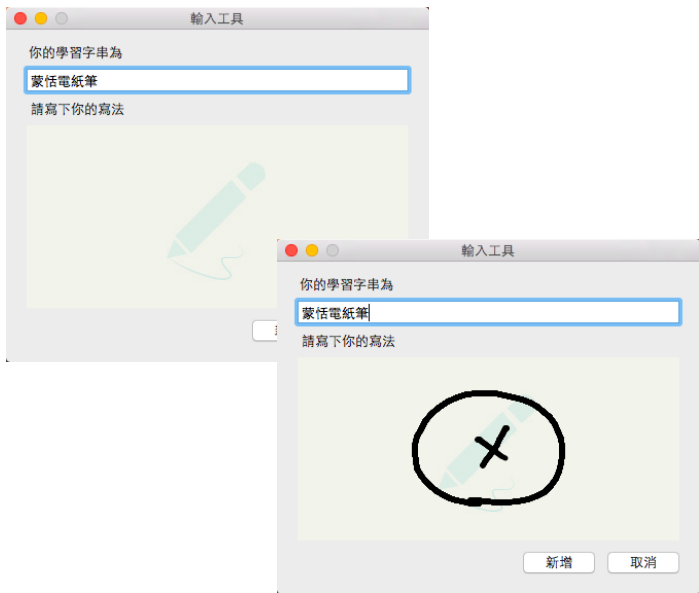 輸入工具
你的學習字串為
蒙恬電紙筆
請寫下你的寫法
輸入工具
你的學習字串為
蒙恬電紙筆
請寫下你的寫法
新增
取消